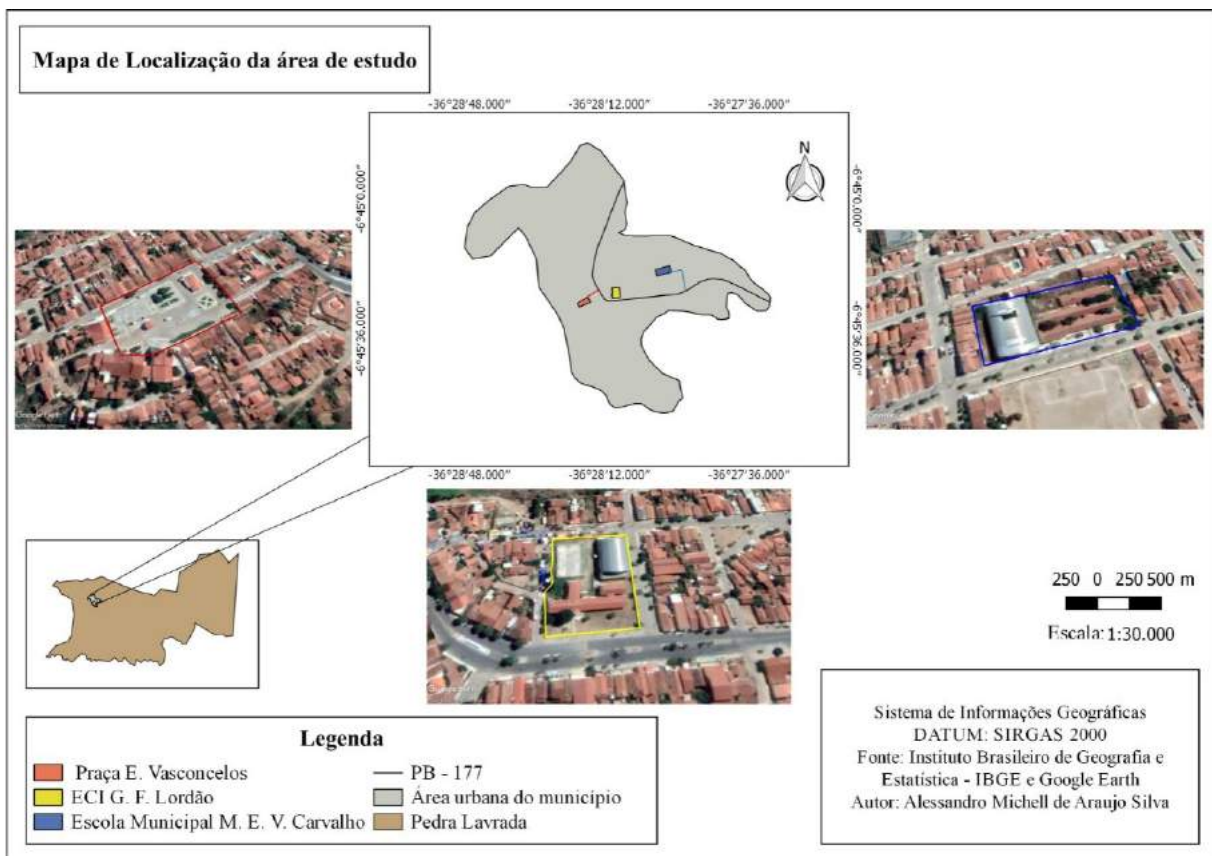 Mapa de Localização da área de estudo
-36°28'48.000" -36°28'12.000" -36°27'36.000"
-6°45'0.000"
-6°45'36.000"
N
-6°45'0.000"
-6°45'36.000"
-36°28'48.000" -36°28'12.000" -36°27'36.000"
250 0 250 500 m
Escala: 1:30.000
Legenda
Praça E. Vasconcelos
ECI G. F. Lordão
Escola Municipal M. E. V. Carvalho
PB - 177
Área urbana do município
Pedra Lavrada
Sistema de Informações Geográficas
DATUM: SIRGAS 2000
Fonte: Instituto Brasileiro de Geografia e
Estatística - IBGE e Google Earth
Autor: Alessandro Michell de Araujo Silva